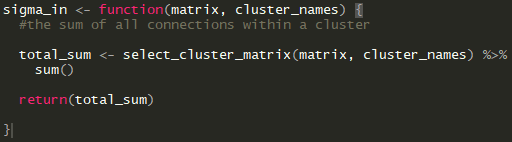 sigma_in <- function(matrix, cluster_names) {
#the sum of all connections within a cluster
total_sum <- select_cluster_matrix(matrix, cluster_names) %>%
sum()
return(total_sum)
}